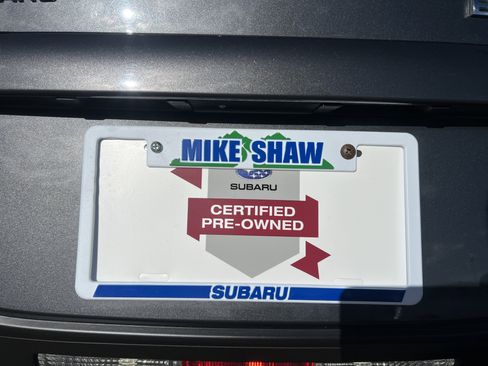 MIKE SHAW
SUBARU
CERTIFIED
PRE-OWNED
SUBARU